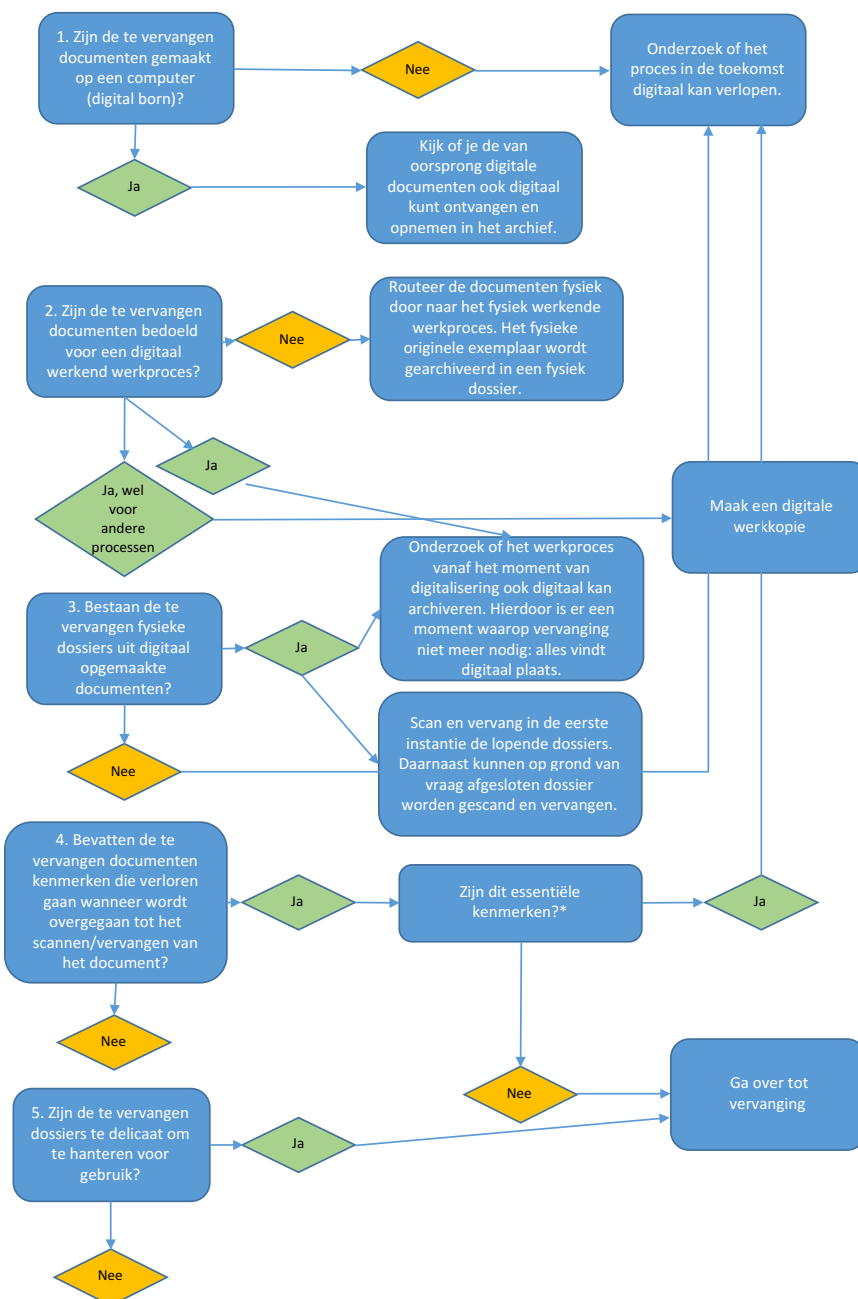 1. Zijn de te vervangen
documenten gemaakt
op een computer
(digital born)?
Nee
Onderzoek of het
proces in de toekomst
digitaal kan verlopen.
Ja
Kijk of je de van
oorsprong digitale
documenten ook digitaal
kunt ontvangen en
opnemen in het archief.
2. Zijn de te vervangen
documenten bedoeld
voor een digitaal
werkend werkproces?
Nee
Routeer de documenten fysiek
door naar het fysiek werkende
werkproces. Het fysieke
originele exemplaar wordt
gearchiveerd in een fysiek
dossier.
Ja
Ja, wel
voor
andere
processen
Maak een digitale
werkkopie
Onderzoek of het werkproces
vanaf het moment van
digitalisering ook digitaal kan
archiveren. Hierdoor is er een
moment waarop vervanging
niet meer nodig: alles vindt
digitaal plaats.
3. Bestaan de te
vervangen fysieke
dossiers uit digitaal
opgemaakte
documenten?
Ja
Scan en vervang in de eerste
instantie de lopende dossiers.
Daarnaast kunnen op grond van
vraag afgesloten dossier
worden gescand en vervangen.
Nee
4. Bevatten de te
vervangen documenten
kenmerken die verloren
gaan wanneer wordt
overgegaan tot het
scannen/vervangen van
het document?
Ja
Zijn dit essentiële
kenmerken?*
Ja
Nee
Nee
Ga over tot
vervanging
5. Zijn de te vervangen
dossiers te delicaat om
te hanteren voor
gebruik?
Ja
Nee